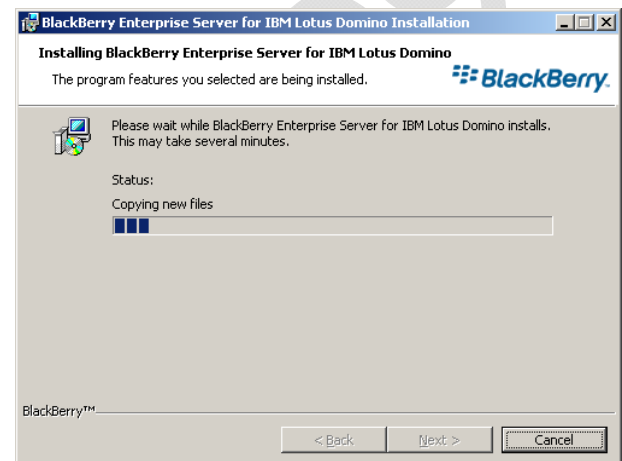 BlackBerry Enterprise Server for IBM Lotus Domino Installation
Installing BlackBerry Enterprise Server for IBM Lotus Domino
The program features you selected are being installed.
BlackBerry.
Please wait while BlackBerry Enterprise Server for IBM Lotus Domino installs.
This may take several minutes.
Status:
Copying new files
BlackBerry™
< Back
Next >
Cancel